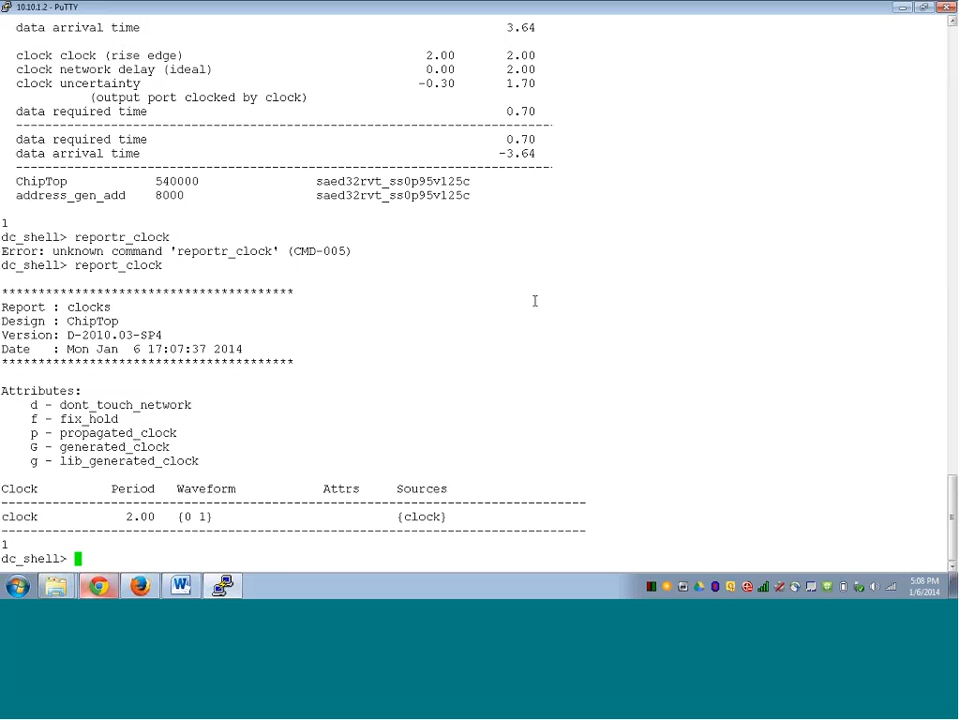 10.10.1.2 - PuTTY
data arrival time 3.64
clock clock (rise edge) 2.00 2.00
clock network delay (ideal) 0.00 2.00
clock uncertainty -0.30 1.70
(output port clocked by clock)
data required time 0.70
--------------------------------------------------------------------------
data required time 0.70
data arrival time -3.64
--------------------------------------------------------------------------
ChipTop 540000 saed32rvt_ss0p95v125c
address_gen_add 8000 saed32rvt_ss0p95v125c
1
dc_shell> reportr_clock
Error: unknown command 'reportr_clock' (CMD-005)
dc_shell> report_clock
****************************************
Report : clocks
Design : ChipTop
Version: D-2010.03-SP4
Date : Mon Jan 6 17:07:37 2014
****************************************
Attributes:
d - dont_touch_network
f - fix_hold
p - propagated_clock
G - generated_clock
g - lib_generated_clock
Clock Period Waveform Attrs Sources
--------------------------------------------------------------------------------
clock 2.00 {0 1} {clock}
--------------------------------------------------------------------------------
1
dc_shell>
5:08 PM
1/6/2014